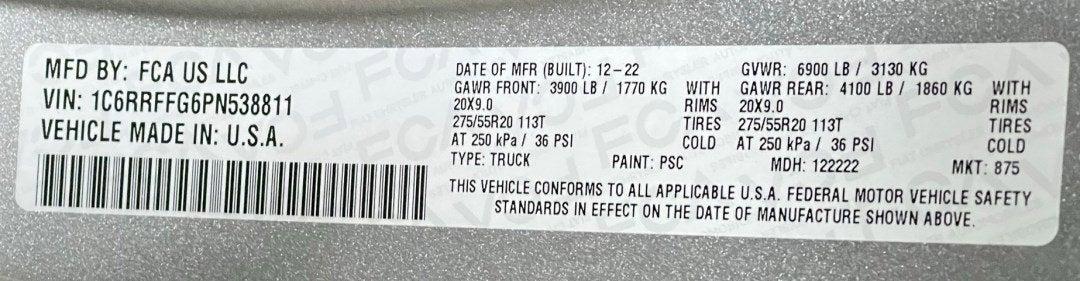 MFD BY: FCA US LLC
VIN: 1C6RRFFG6PN538811
VEHICLE MADE IN: U.S.A.
DATE OF MFR (BUILT): 12-22 GVWR: 6900 LB / 3130 KG
GAWR FRONT: 3900 LB / 1770 KG WITH GAWR REAR: 4100 LB / 1860 KG WITH
20X9.0 RIMS 20X9.0 RIMS
275/55R20 113T TIRES 275/55R20 113T TIRES
AT 250 kPa / 36 PSI COLD AT 250 kPa / 36 PSI COLD
TYPE: TRUCK PAINT: PSC MDH: 122222 MKT: 875
THIS VEHICLE CONFORMS TO ALL APPLICABLE U.S.A. FEDERAL MOTOR VEHICLE SAFETY
STANDARDS IN EFFECT ON THE DATE OF MANUFACTURE SHOWN ABOVE.